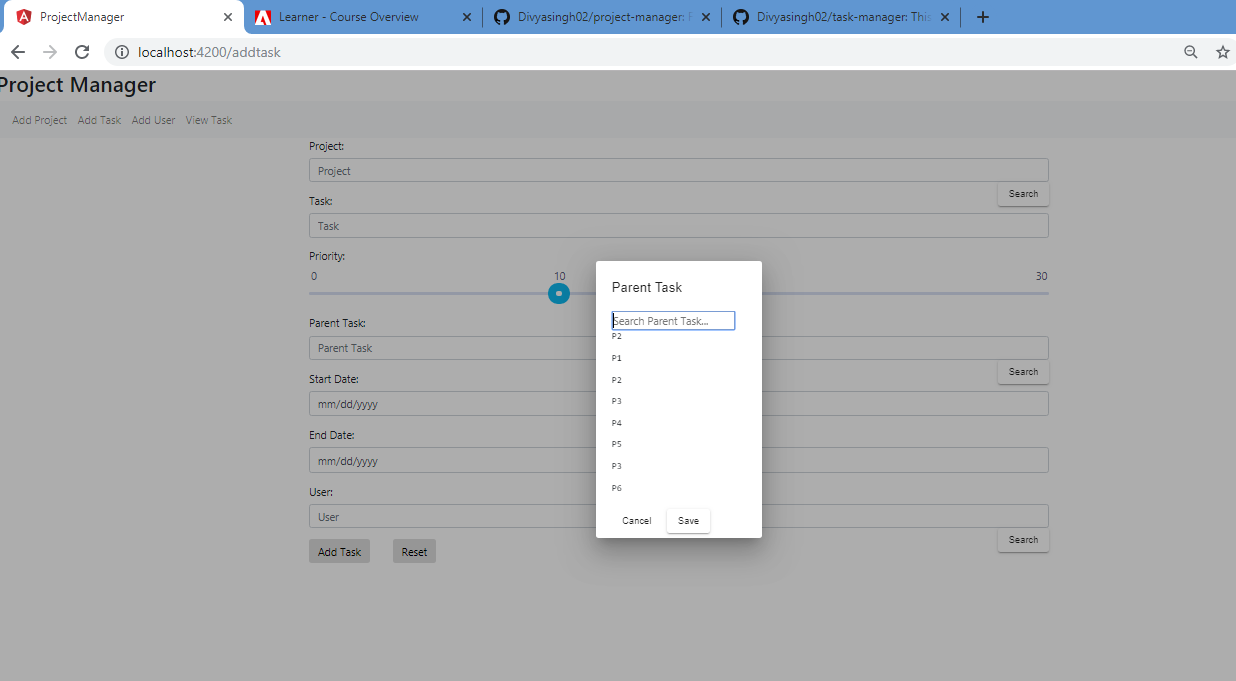 ProjectManager
Learner - Course Overview
Divyasingh02/project-manager: P
Divyasingh02/task-manager: This
localhost:4200/addtask
Project Manager
Add Project Add Task Add User View Task
Project:
Project
Search
Task:
Task
Priority:
0 10 30
Parent Task:
Parent Task
Search
Start Date:
mm/dd/yyyy
End Date:
mm/dd/yyyy
User:
User
Search
Add Task Reset
Parent Task
Search Parent Task...
P2
P1
P2
P3
P4
P5
P3
P6
Cancel Save